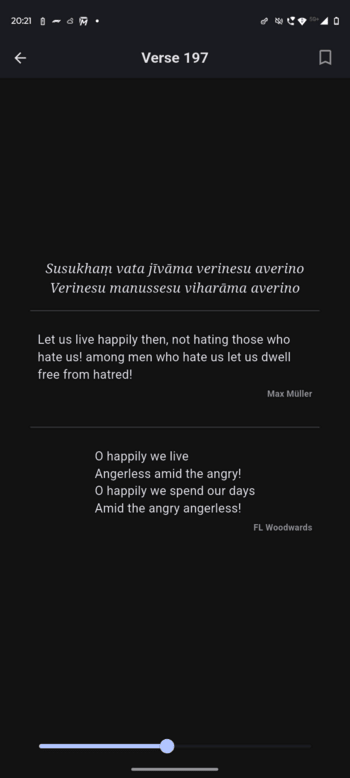 20:21
Verse 197
Susukhaṃ vata jīvāma verinesu averino
Verinesu manussesu viharāma averino
Let us live happily then, not hating those who
hate us! among men who hate us let us dwell
free from hatred!
Max Müller
O happily we live
Angerless amid the angry!
O happily we spend our days
Amid the angry angerless!
FL Woodwards